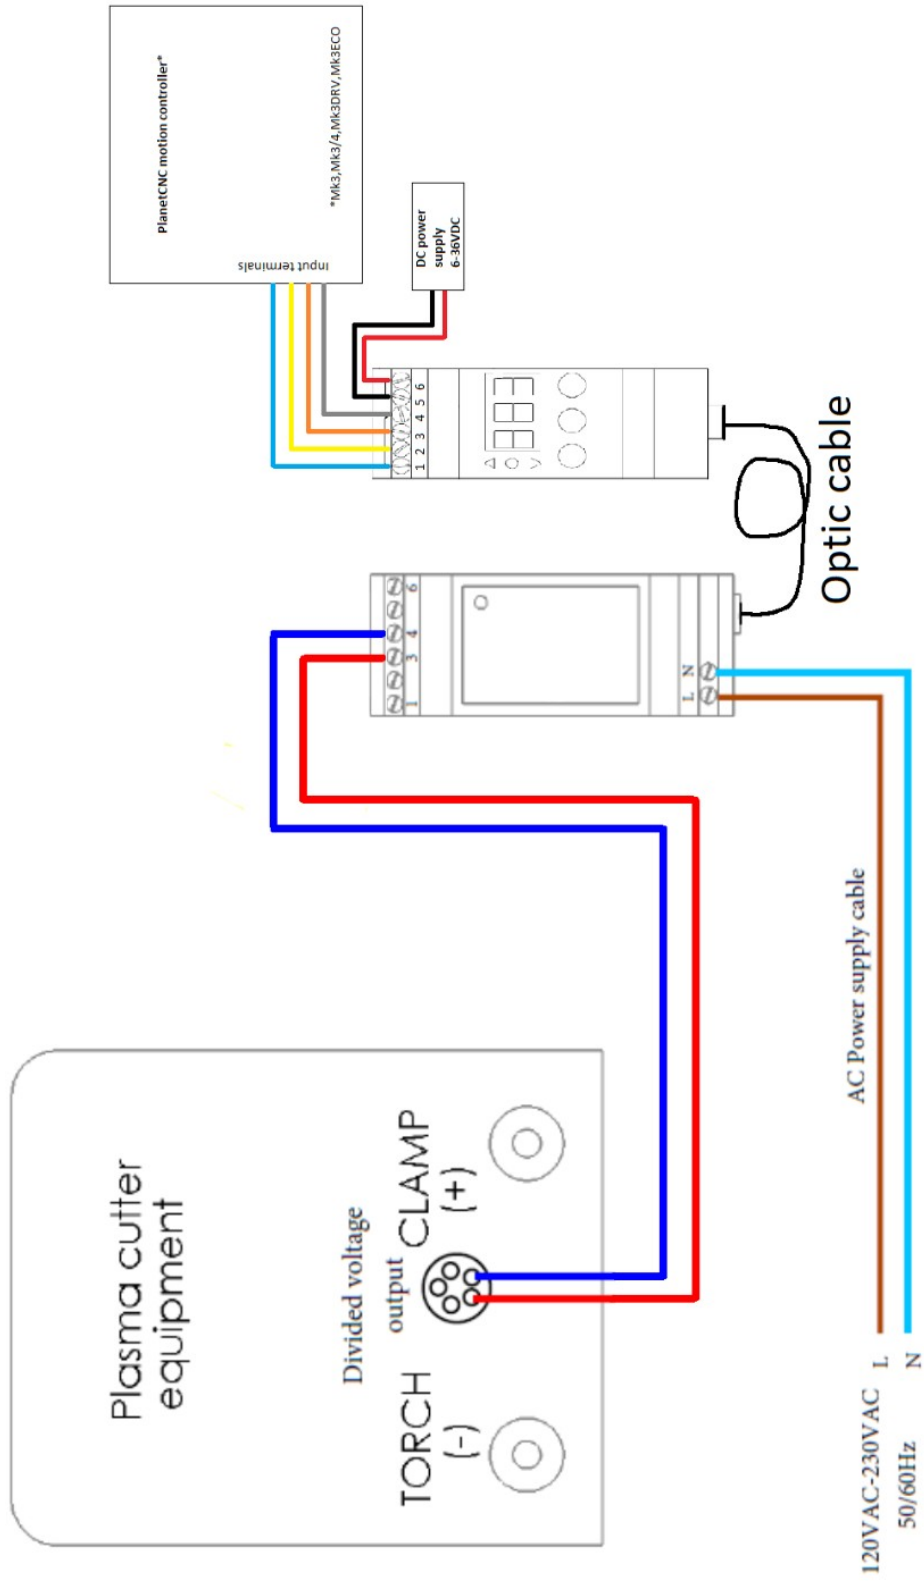 PlanetCNC motion controller*
*Mk3,Mk3/4,Mk3DRV,Mk3ECO
Input terminals
DC power
supply
6-36VDC
1 2 3 4 5 6
Optic cable
1 3 4 6
L N
Plasma cutter
equipment
Divided voltage
output
TORCH
(-)
CLAMP
(+)
AC Power supply cable
120VAC-230VAC
50/60Hz
L
N